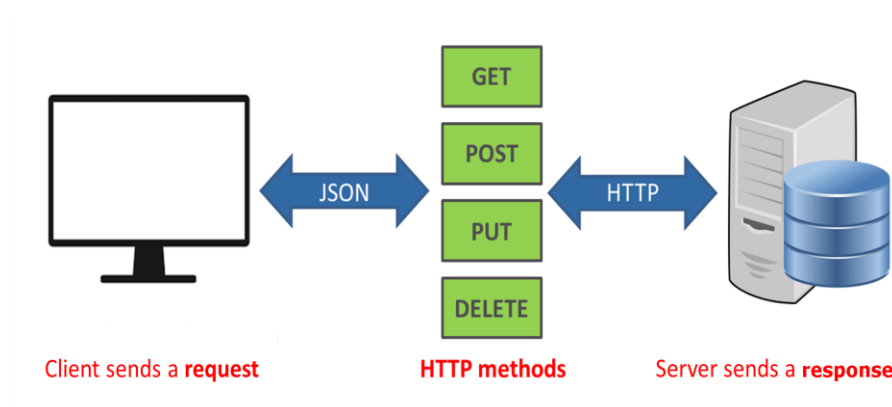 GET
POST
JSON
HTTP
PUT
DELETE
Client sends a request
HTTP methods
Server sends a response